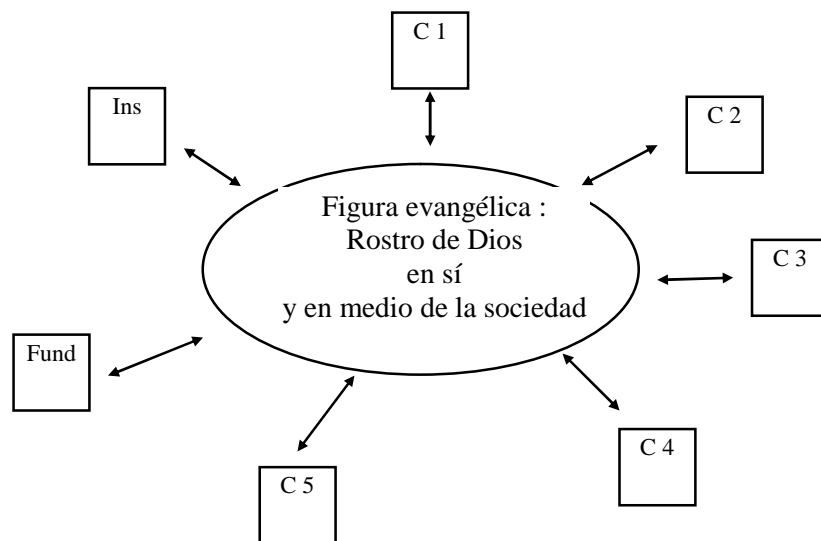 C 1
Ins
C 2
Figura evangélica :
Rostro de Dios
en sí
y en medio de la sociedad
C 3
Fund
C 4
C 5